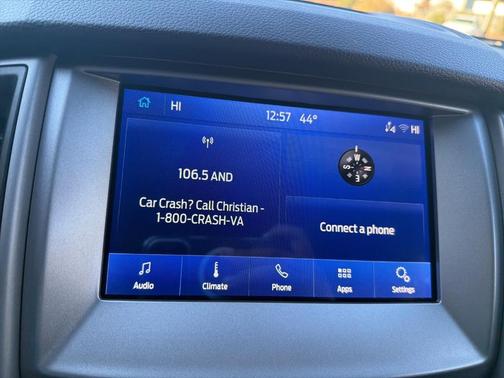 HI
12:57 44°
4 HI
106.5 AND
Car Crash? Call Christian -
1-800-CRASH-VA
W
S N
E
Connect a phone
Audio
Climate
Phone
Apps
Settings